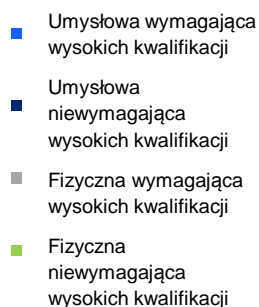 Umysłowa wymagająca
wysokich kwalifikacji
Umysłowa
niewymagająca
wysokich kwalifikacji
Fizyczna wymagająca
wysokich kwalifikacji
Fizyczna
niewymagająca
wysokich kwalifikacji